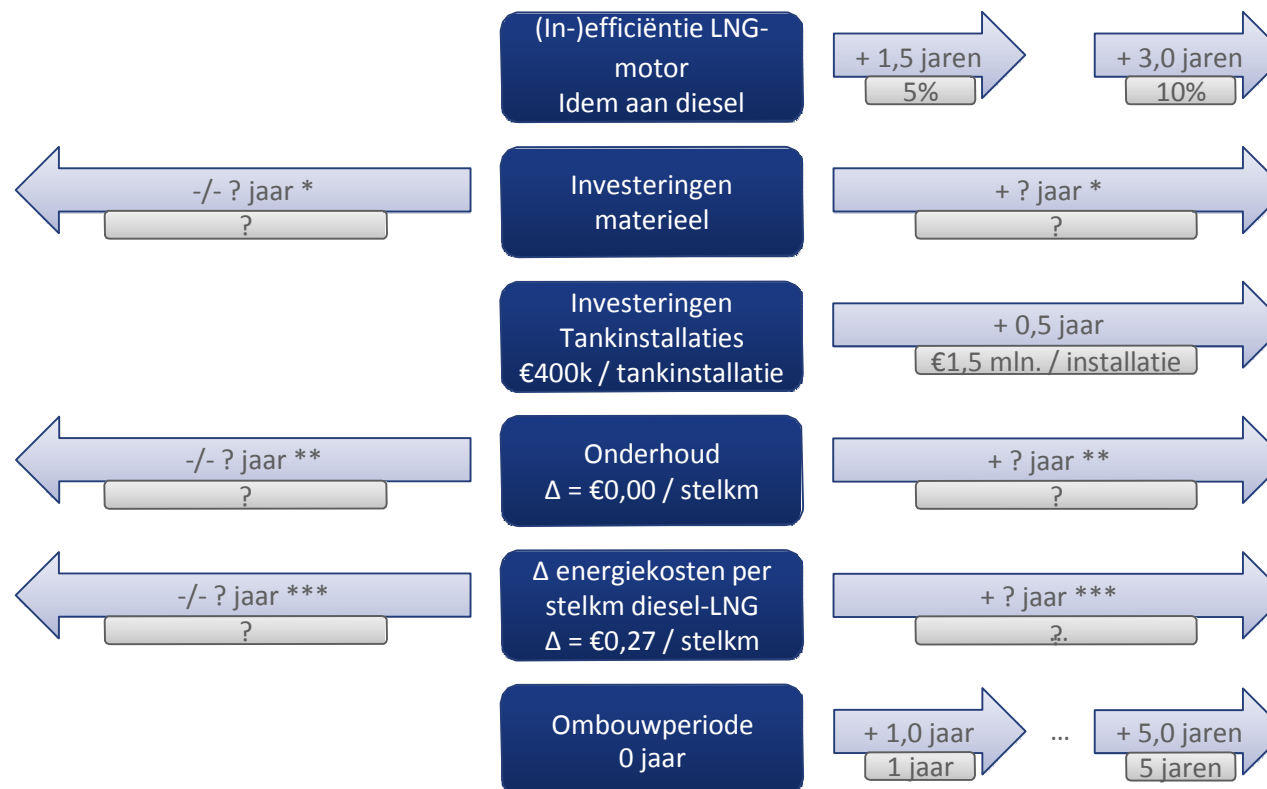 (In-)efficiëntie LNG-
motor
Idem aan diesel
+ 1,5 jaren
5%
+ 3,0 jaren
10%
-/- ? jaar *
?
Investeringen
materieel
+ ? jaar *
?
Investeringen
Tankinstallaties
€400k / tankinstallatie
+ 0,5 jaar
€1,5 mln. / installatie
-/- ? jaar **
?
Onderhoud
Δ = €0,00 / stelkm
+ ? jaar **
?
-/- ? jaar ***
?
Δ energiekosten per
stelkm diesel-LNG
Δ = €0,27 / stelkm
+ ? jaar ***
Ombouwperiode
0 jaar
+ 1,0 jaar
1 jaar
...
+ 5,0 jaren
5 jaren